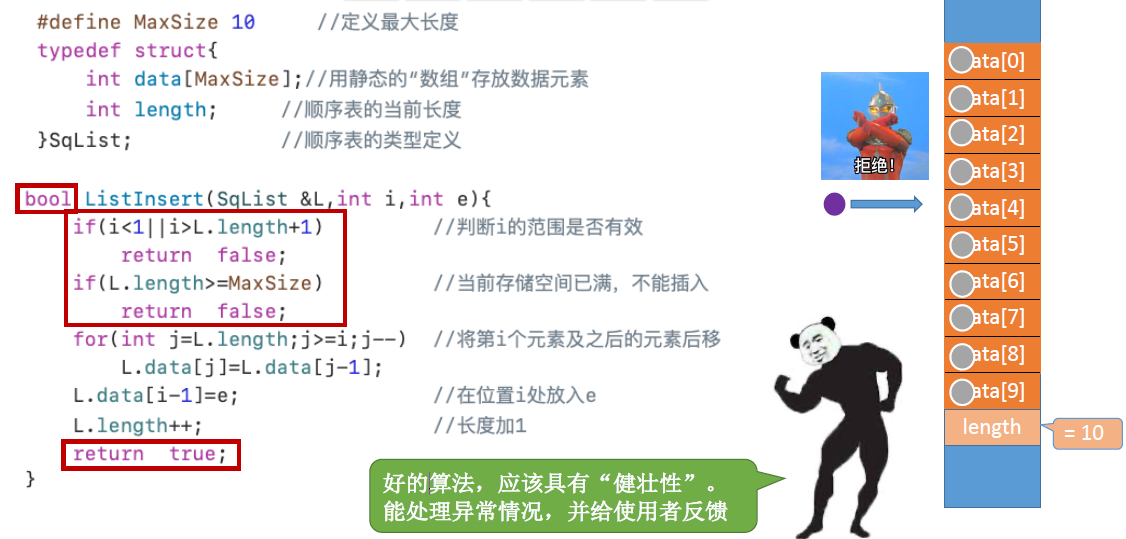 #define MaxSize 10 //定义最大长度
typedef struct{
int data[MaxSize];//用静态的“数组”存放数据元素
int length; //顺序表的当前长度
}SqList; //顺序表的类型定义
bool ListInsert(SqList &L,int i,int e){
if(i<1||i>L.length+1) //判断i的范围是否有效
return false;
if(L.length>=MaxSize) //当前存储空间已满，不能插入
return false;
for(int j=L.length;j>=i;j--) //将第i个元素及之后的元素后移
L.data[j]=L.data[j-1];
L.data[i-1]=e; //在位置i处放入e
L.length++; //长度加1
return true;
}
拒绝！
ata[0]
ata[1]
ata[2]
ata[3]
ata[4]
ata[5]
ata[6]
ata[7]
ata[8]
ata[9]
length
= 10
好的算法，应该具有“健壮性”。
能处理异常情况，并给使用者反馈